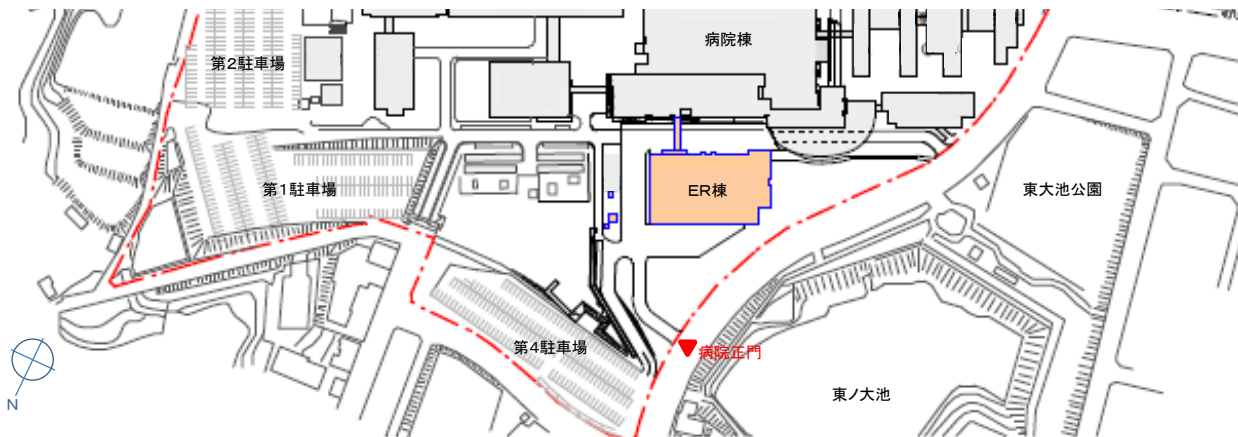 病院棟
第2駐車場
第1駐車場
ER棟
東大池公園
第4駐車場
病院正門
東ノ大池
N